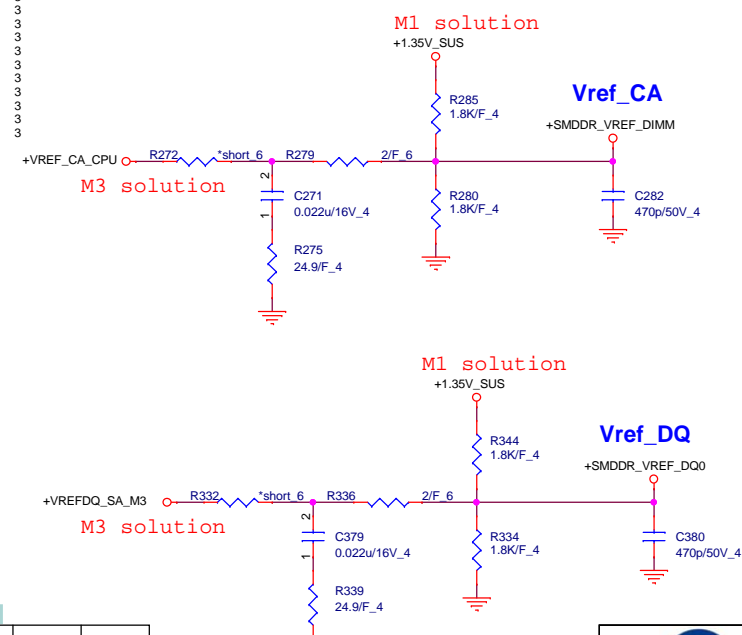 3
3
3
3
3
3
3
3
3
3
3
3
M1 solution
+1.35V_SUS
Vref_CA
R285
1.8K/F_4
+SMDDR_VREF_DIMM
+VREF_CA_CPU
R272
*short_6
R279
2/F_6
M3 solution
2
C271
0.022u/16V_4
1
R280
1.8K/F_4
C282
470p/50V_4
R275
24.9/F_4
M1 solution
+1.35V_SUS
Vref_DQ
R344
1.8K/F_4
+SMDDR_VREF_DQ0
+VREFDQ_SA_M3
R332
*short_6
R336
2/F_6
M3 solution
2
C379
0.022u/16V_4
1
R334
1.8K/F_4
C380
470p/50V_4
R339
24.9/F_4